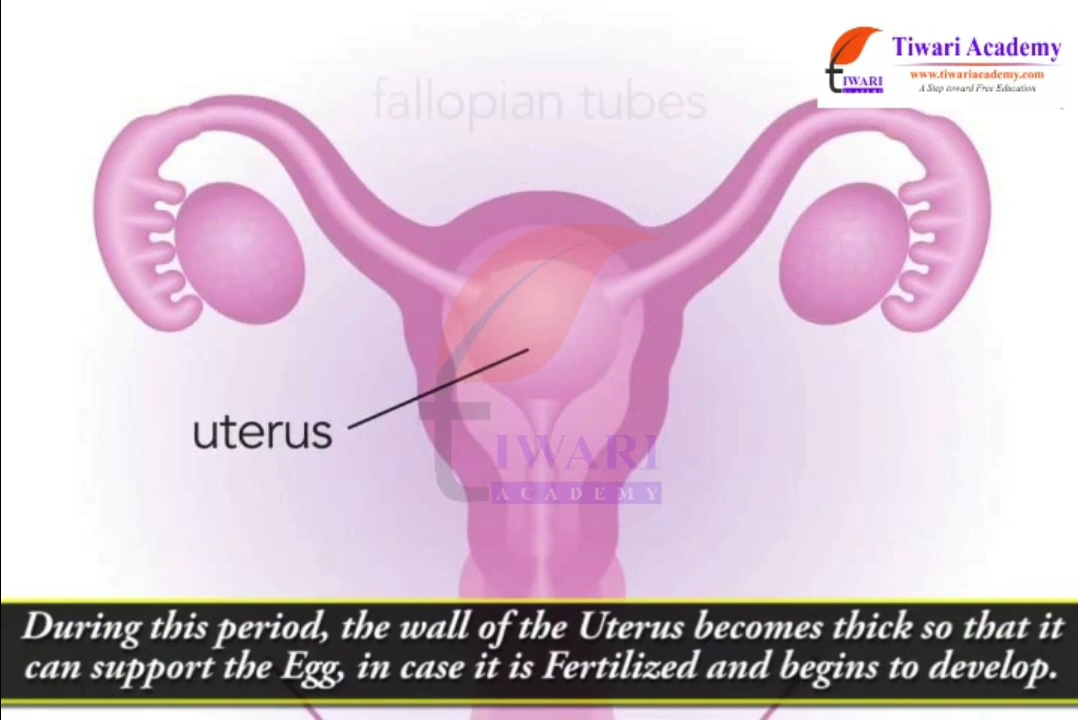 Tiwari Academy
www.tiwariacademy.com
A Step toward Free Education
tIWARI
ACADEMY
fallopian tubes
uterus
tIWARI
ACADEMY
During this period, the wall of the Uterus becomes thick so that it
can support the Egg, in case it is Fertilized and begins to develop.